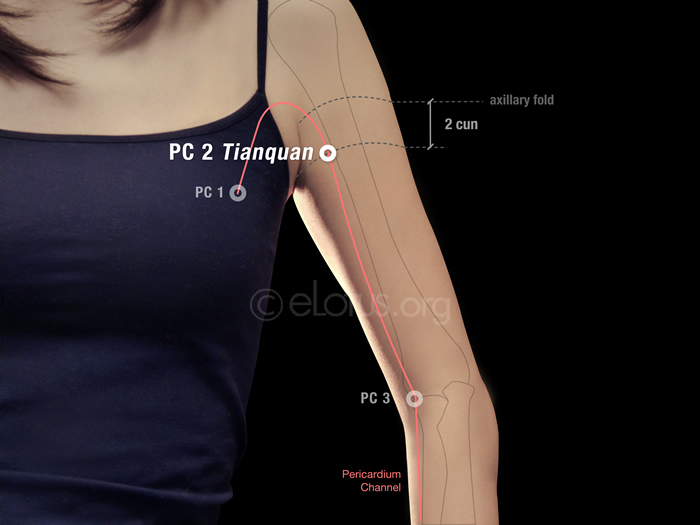 axillary fold
2 cun
PC 2 Tianquan
PC 1
© eLotus.org
PC 3
Pericardium
Channel